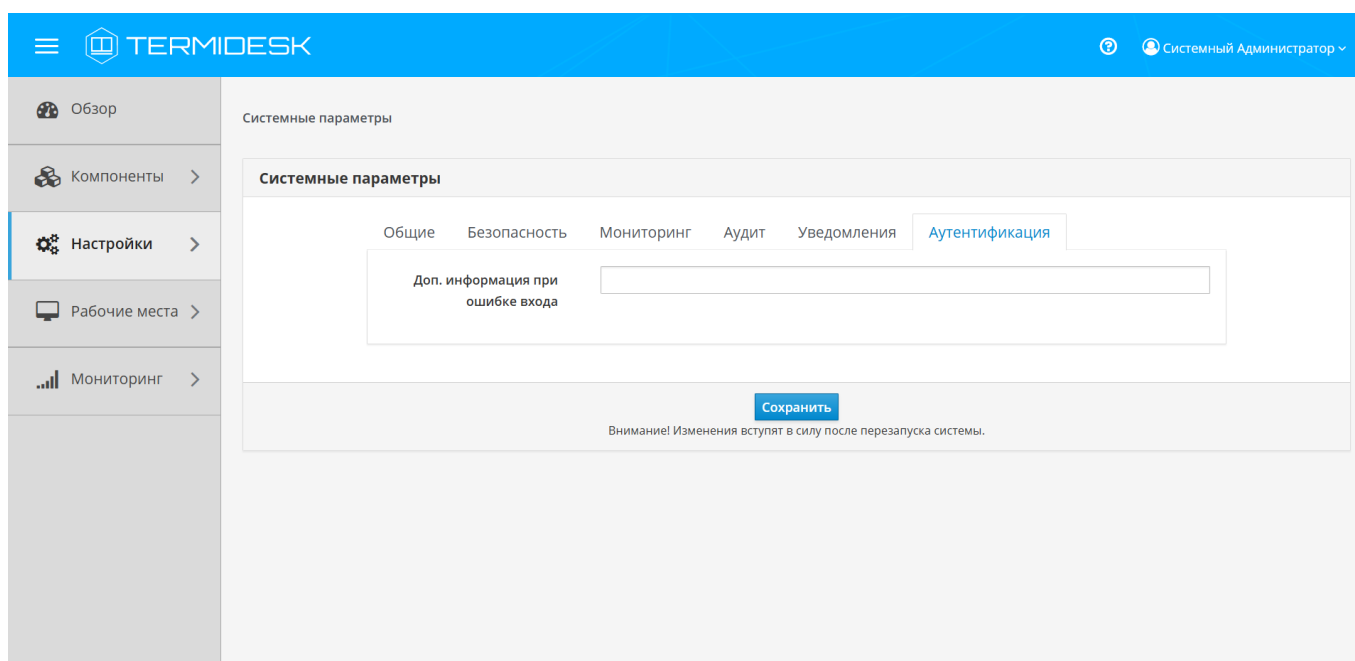 TERMIDESK
Системный Администратор
Обзор
Компоненты
Настройки
Рабочие места
Мониторинг
Системные параметры
Системные параметры
Общие Безопасность Мониторинг Аудит Уведомления Аутентификация
Доп. информация при
ошибке входа
Сохранить
Внимание! Изменения вступят в силу после перезапуска системы.